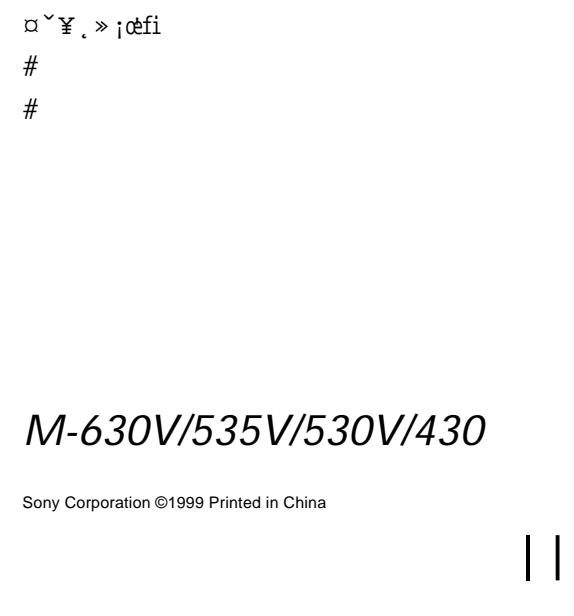 ¤ˇ¥˛»¡œﬁ
#
#
M-630V/535V/530V/430
Sony Corporation ©1999 Printed in China